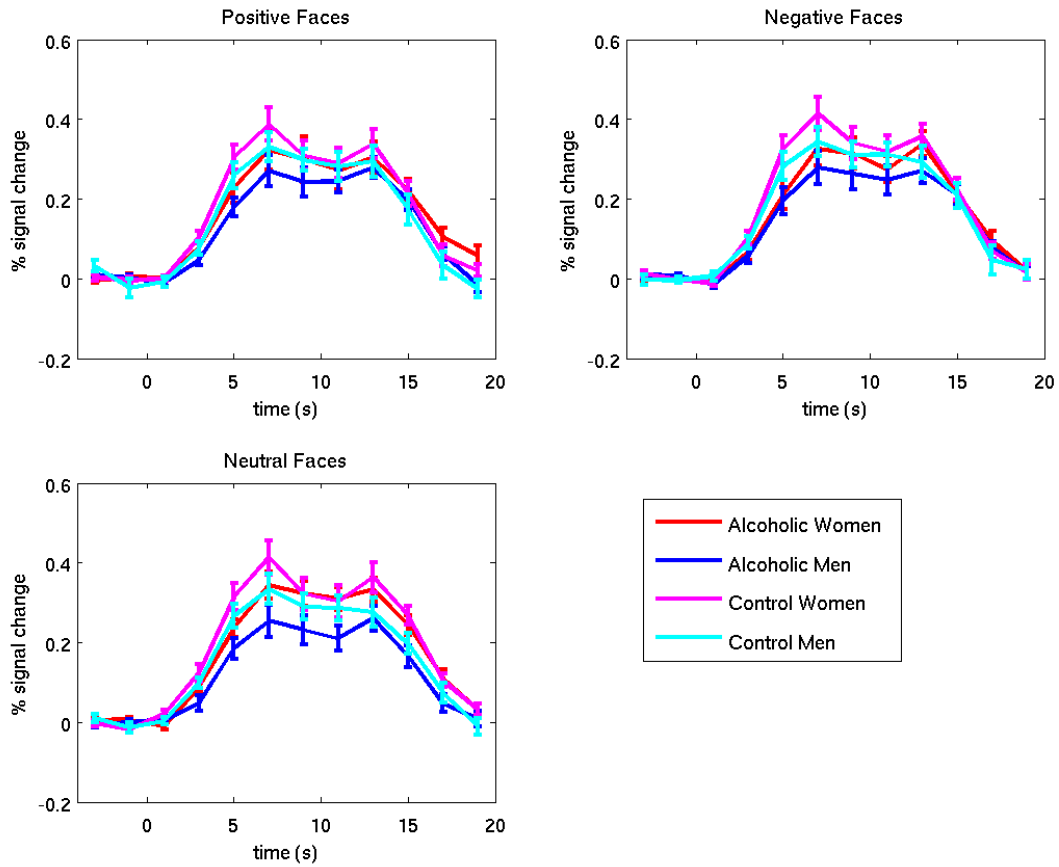 Positive Faces
0.6
0.4
0.2
0
-0.2
% signal change
0 5 10 15 20
time (s)
Negative Faces
0.6
0.4
0.2
0
-0.2
% signal change
0 5 10 15 20
time (s)
Neutral Faces
0.6
0.4
0.2
0
-0.2
% signal change
0 5 10 15 20
time (s)
Alcoholic Women
Alcoholic Men
Control Women
Control Men